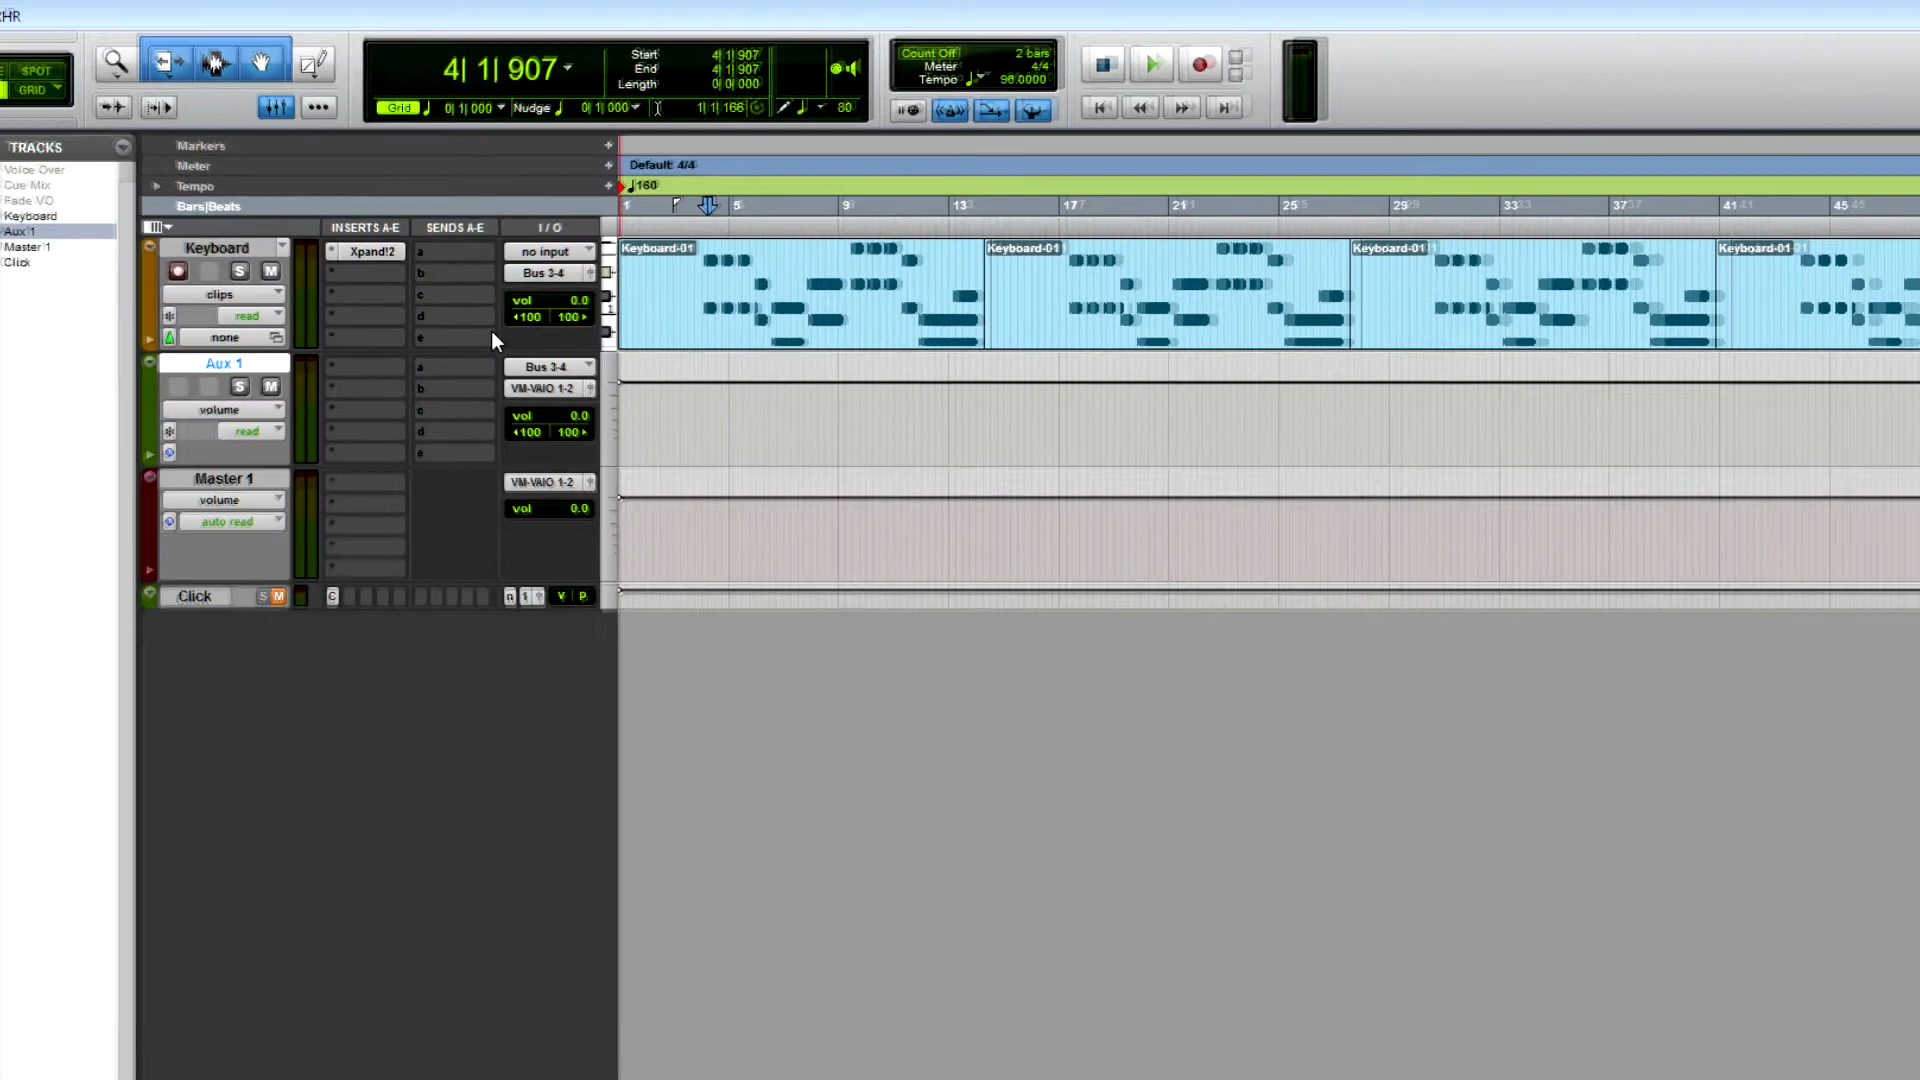 HR
SPOT
GRID
4| 1| 907
Start 4| 1| 907
End 4| 1| 907
Length 0| 0| 000
Grid 0| 1| 000 Nudge 0| 1| 000 1| 1| 166 80
Count Off 2 bars
Meter 4/4
Tempo 96.0000
TRACKS
Voice Over
Cue Mix
Fade VO
Keyboard
Aux 1
Master 1
Click
Markers
Meter Default: 4/4
Tempo 160
Bars|Beats 1 5 9 13 17 21 25 29 33 37 41 45
INSERTS A-E SENDS A-E I / O
Keyboard Xpand!2 a no input Keyboard-01 Keyboard-01 Keyboard-01 Keyboard-01
S M b Bus 3-4
clips c vol 0.0
read d 100 100
none e
Aux 1 a Bus 3-4
S M b VM-VAIO 1-2
volume c vol 0.0
read d 100 100
e
Master 1 VM-VAIO 1-2
volume vol 0.0
auto read
Click S M C n 1 V P